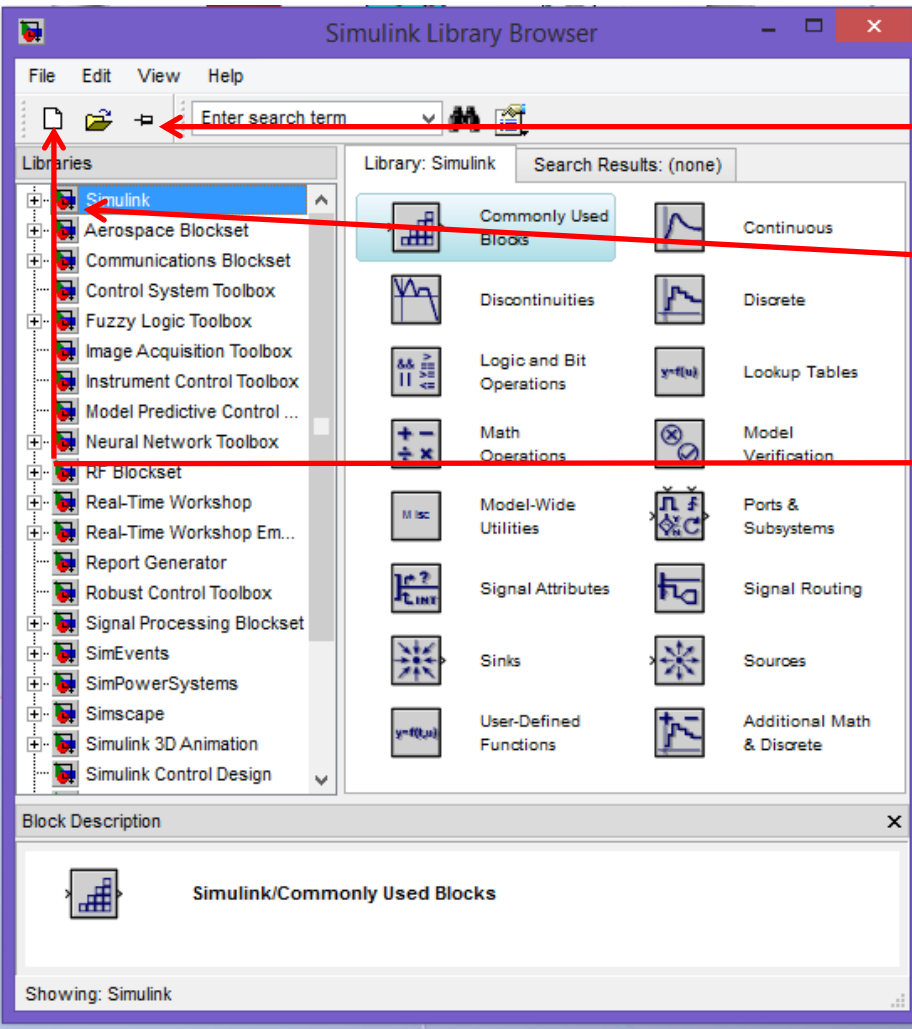 Simulink Library Browser
File Edit View Help
Enter search term
Libraries
Library: Simulink Search Results: (none)
Simulink
Aerospace Blockset
Communications Blockset
Control System Toolbox
Fuzzy Logic Toolbox
Image Acquisition Toolbox
Instrument Control Toolbox
Model Predictive Control ...
Neural Network Toolbox
RF Blockset
Real-Time Workshop
Real-Time Workshop Em...
Report Generator
Robust Control Toolbox
Signal Processing Blockset
SimEvents
SimPowerSystems
Simscape
Simulink 3D Animation
Simulink Control Design
Commonly Used
Blocks
Continuous
Discontinuities
Discrete
&& >
|| ==
<=
Logic and Bit
Operations
y=f(u)
Lookup Tables
+ −
÷ ×
Math
Operations
Model
Verification
Misc
Model-Wide
Utilities
Ports &
Subsystems
?
INT
Signal Attributes
Signal Routing
Sinks
Sources
y=f(t,u)
User-Defined
Functions
Additional Math
& Discrete
Block Description
Simulink/Commonly Used Blocks
Showing: Simulink